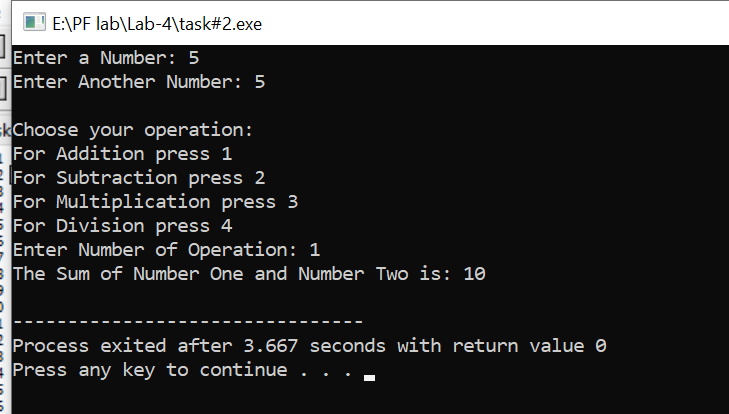 E:\PF lab\Lab-4\task#2.exe
Enter a Number: 5
Enter Another Number: 5
Choose your operation:
For Addition press 1
For Subtraction press 2
For Multiplication press 3
For Division press 4
Enter Number of Operation: 1
The Sum of Number One and Number Two is: 10
--------------------------------
Process exited after 3.667 seconds with return value 0
Press any key to continue . . .